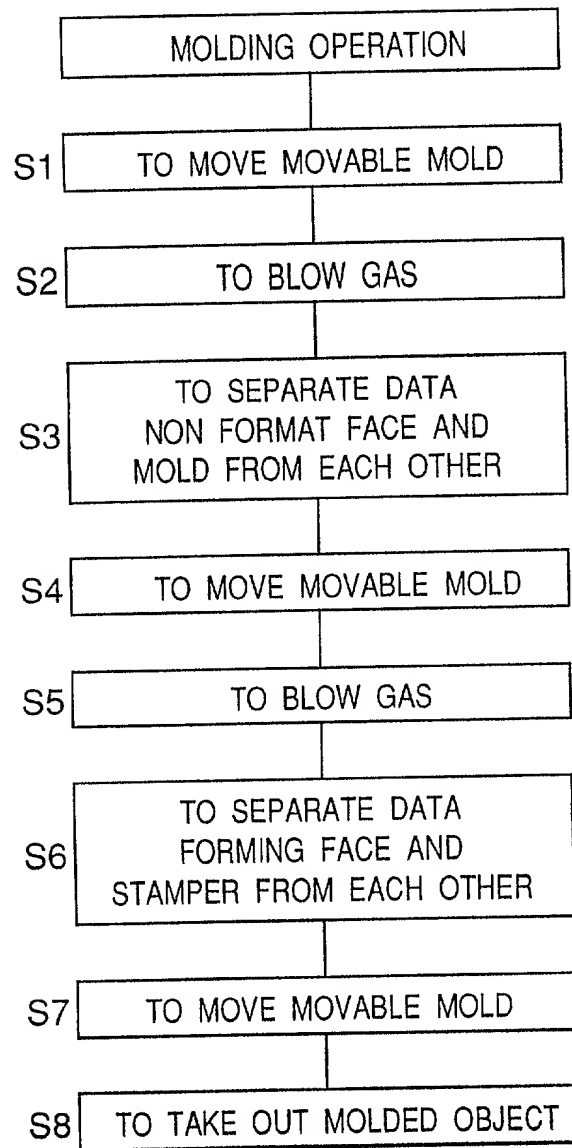 MOLDING OPERATION
S1 TO MOVE MOVABLE MOLD
S2 TO BLOW GAS
TO SEPARATE DATA
S3 NON FORMAT FACE AND
MOLD FROM EACH OTHER
S4 TO MOVE MOVABLE MOLD
S5 TO BLOW GAS
TO SEPARATE DATA
S6 FORMING FACE AND
STAMPER FROM EACH OTHER
S7 TO MOVE MOVABLE MOLD
S8 TO TAKE OUT MOLDED OBJECT